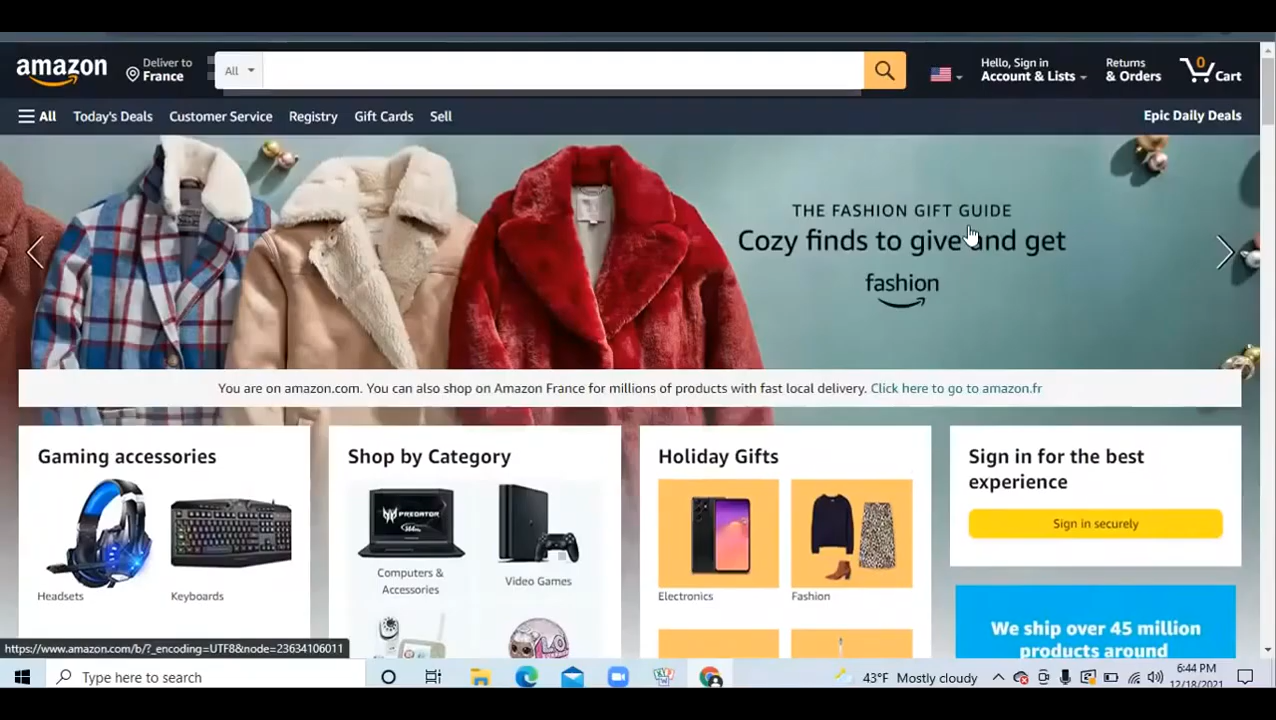 amazon
Deliver to
France
All
Hello, Sign in
Account & Lists
Returns
& Orders
0
Cart
All
Today's Deals
Customer Service
Registry
Gift Cards
Sell
Epic Daily Deals
THE FASHION GIFT GUIDE
Cozy finds to give and get
fashion
You are on amazon.com. You can also shop on Amazon France for millions of products with fast local delivery. Click here to go to amazon.fr
Gaming accessories
Headsets
Keyboards
Shop by Category
PREDATOR
Computers &
Accessories
Video Games
Holiday Gifts
Electronics
Fashion
Sign in for the best
experience
Sign in securely
We ship over 45 million
products around
https://www.amazon.com/b/?_encoding=UTF8&node=23634106011
Type here to search
43°F Mostly cloudy
6:44 PM
12/18/2021